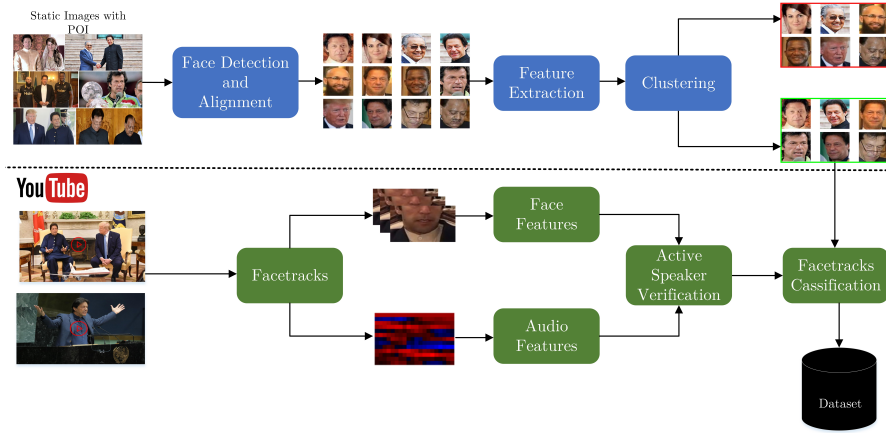 Static Images with
POI
Face Detection
and
Alignment
Feature
Extraction
Clustering
YouTube
Facetracks
Face
Features
Audio
Features
Active
Speaker
Verification
Facetracks
Cassification
Dataset